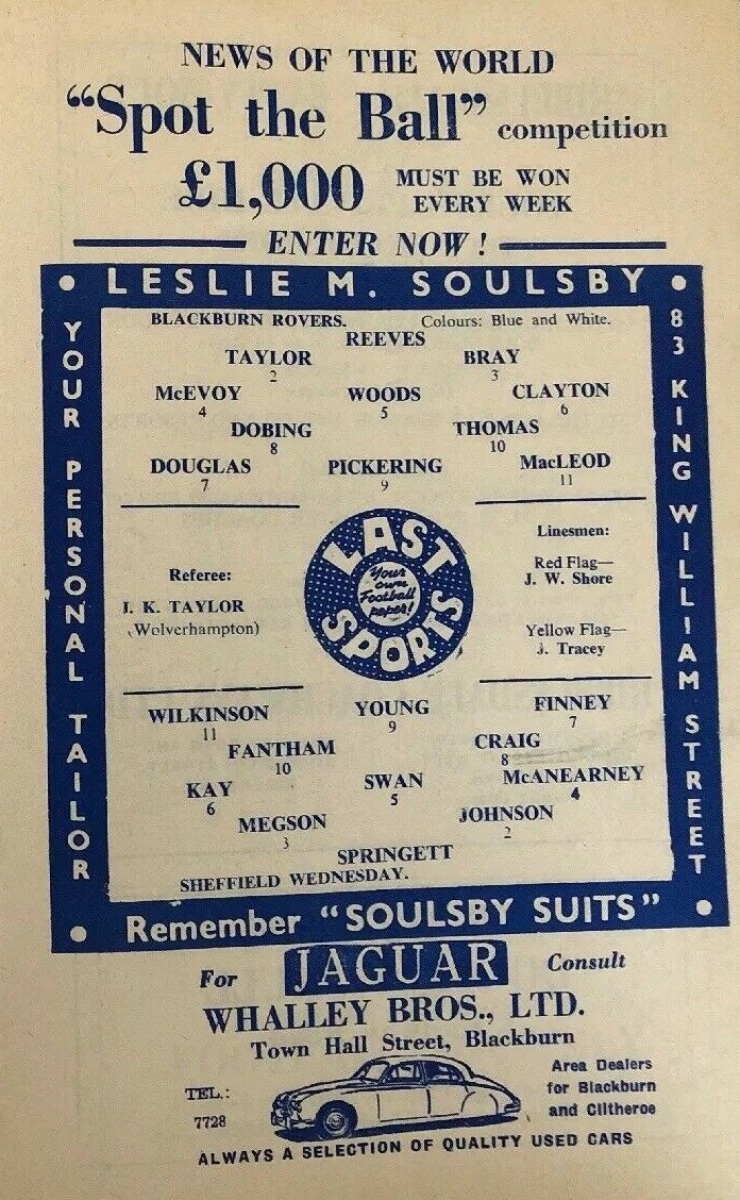 NEWS OF THE WORLD
"Spot the Ball" competition
£1,000 MUST BE WON
EVERY WEEK
ENTER NOW!
• LESLIE M. SOULSBY •
YOUR PERSONAL TAILOR
83 KING WILLIAM STREET
BLACKBURN ROVERS. Colours: Blue and White.
REEVES
TAYLOR BRAY
2 3
McEVOY WOODS CLAYTON
4 5 6
DOBING THOMAS
8 10
DOUGLAS PICKERING MacLEOD
7 9 11
Referee:
J. K. TAYLOR
(Wolverhampton)
LAST
Your
own
Football
paper!
SPORTS
Linesmen:
Red Flag—
J. W. Shore
Yellow Flag—
J. Tracey
WILKINSON YOUNG FINNEY
11 9 7
FANTHAM CRAIG
10 8
KAY SWAN McANEARNEY
6 5 4
MEGSON JOHNSON
3 2
SPRINGETT
SHEFFIELD WEDNESDAY.
• Remember "SOULSBY SUITS" •
For JAGUAR Consult
WHALLEY BROS., LTD.
Town Hall Street, Blackburn
TEL.:
7728
Area Dealers
for Blackburn
and Clitheroe
ALWAYS A SELECTION OF QUALITY USED CARS